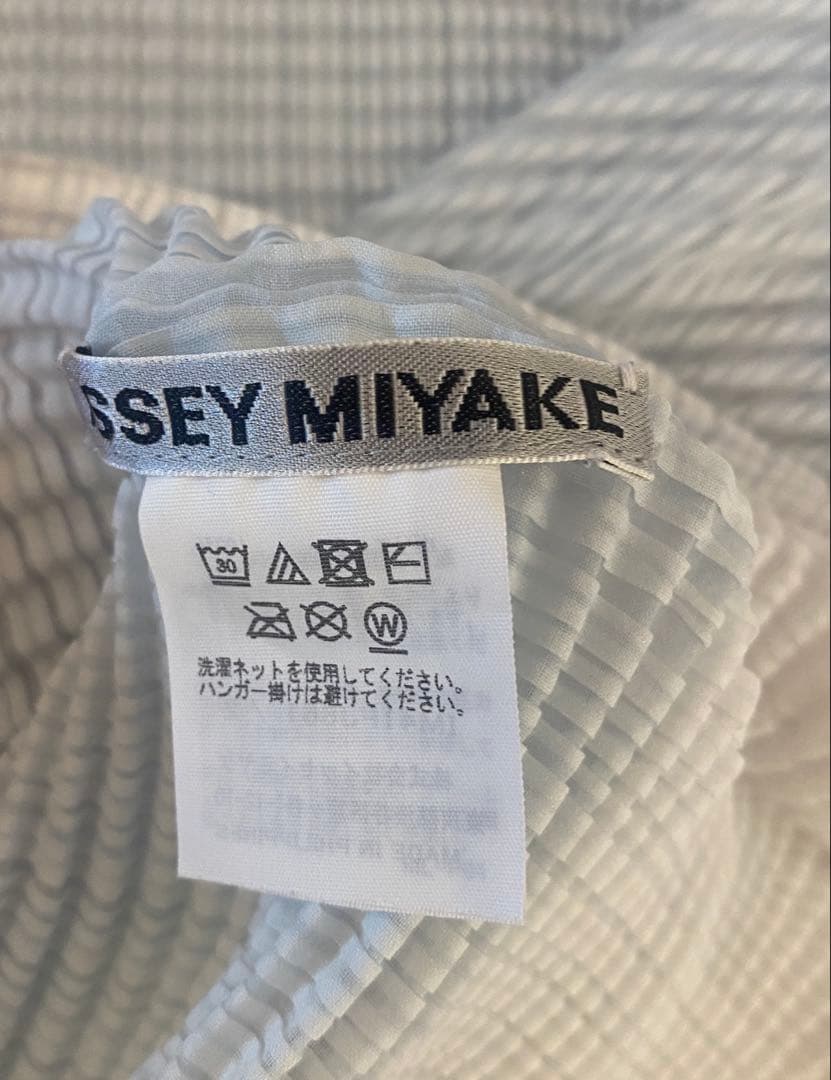 ISSEY MIYAKE
30
W
洗濯ネットを使用してください。
ハンガー掛けは避けてください。